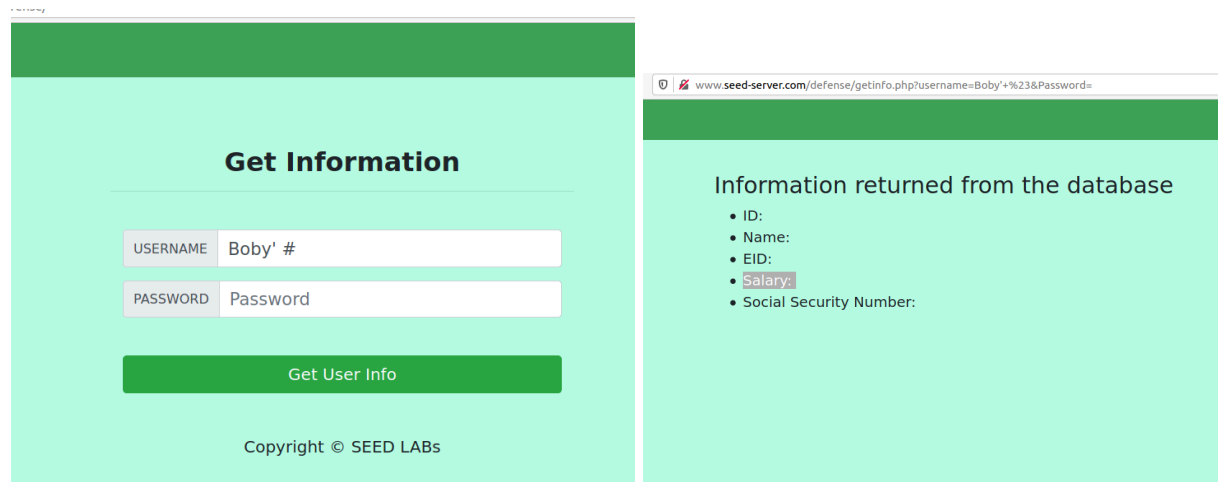 Get Information
USERNAME Boby' #
PASSWORD Password
Get User Info
Copyright © SEED LABs
www.seed-server.com/defense/getinfo.php?username=Boby'+%23&Password=
Information returned from the database
• ID:
• Name:
• EID:
• Salary:
• Social Security Number: